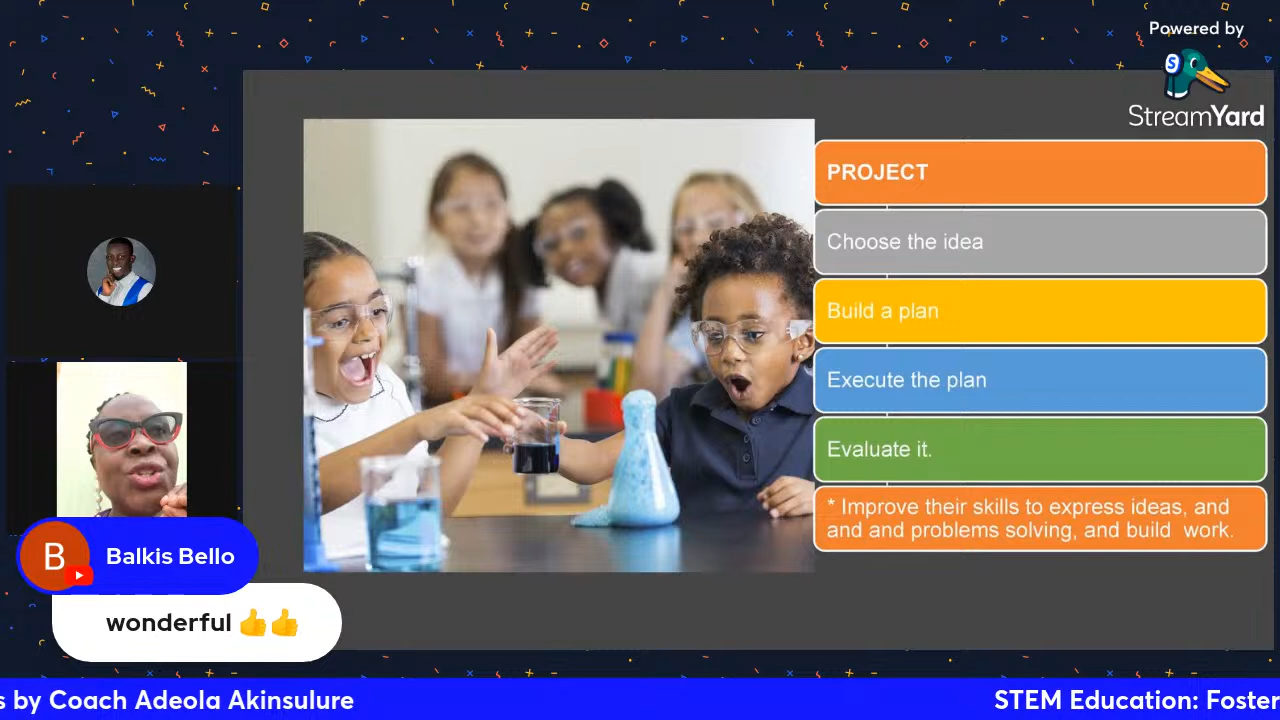 Powered by
S
StreamYard
PROJECT
Choose the idea
Build a plan
Execute the plan
Evaluate it.
* Improve their skills to express ideas, and
and and problems solving, and build work.
B
Balkis Bello
wonderful 👍👍
s by Coach Adeola Akinsulure
STEM Education: Foster